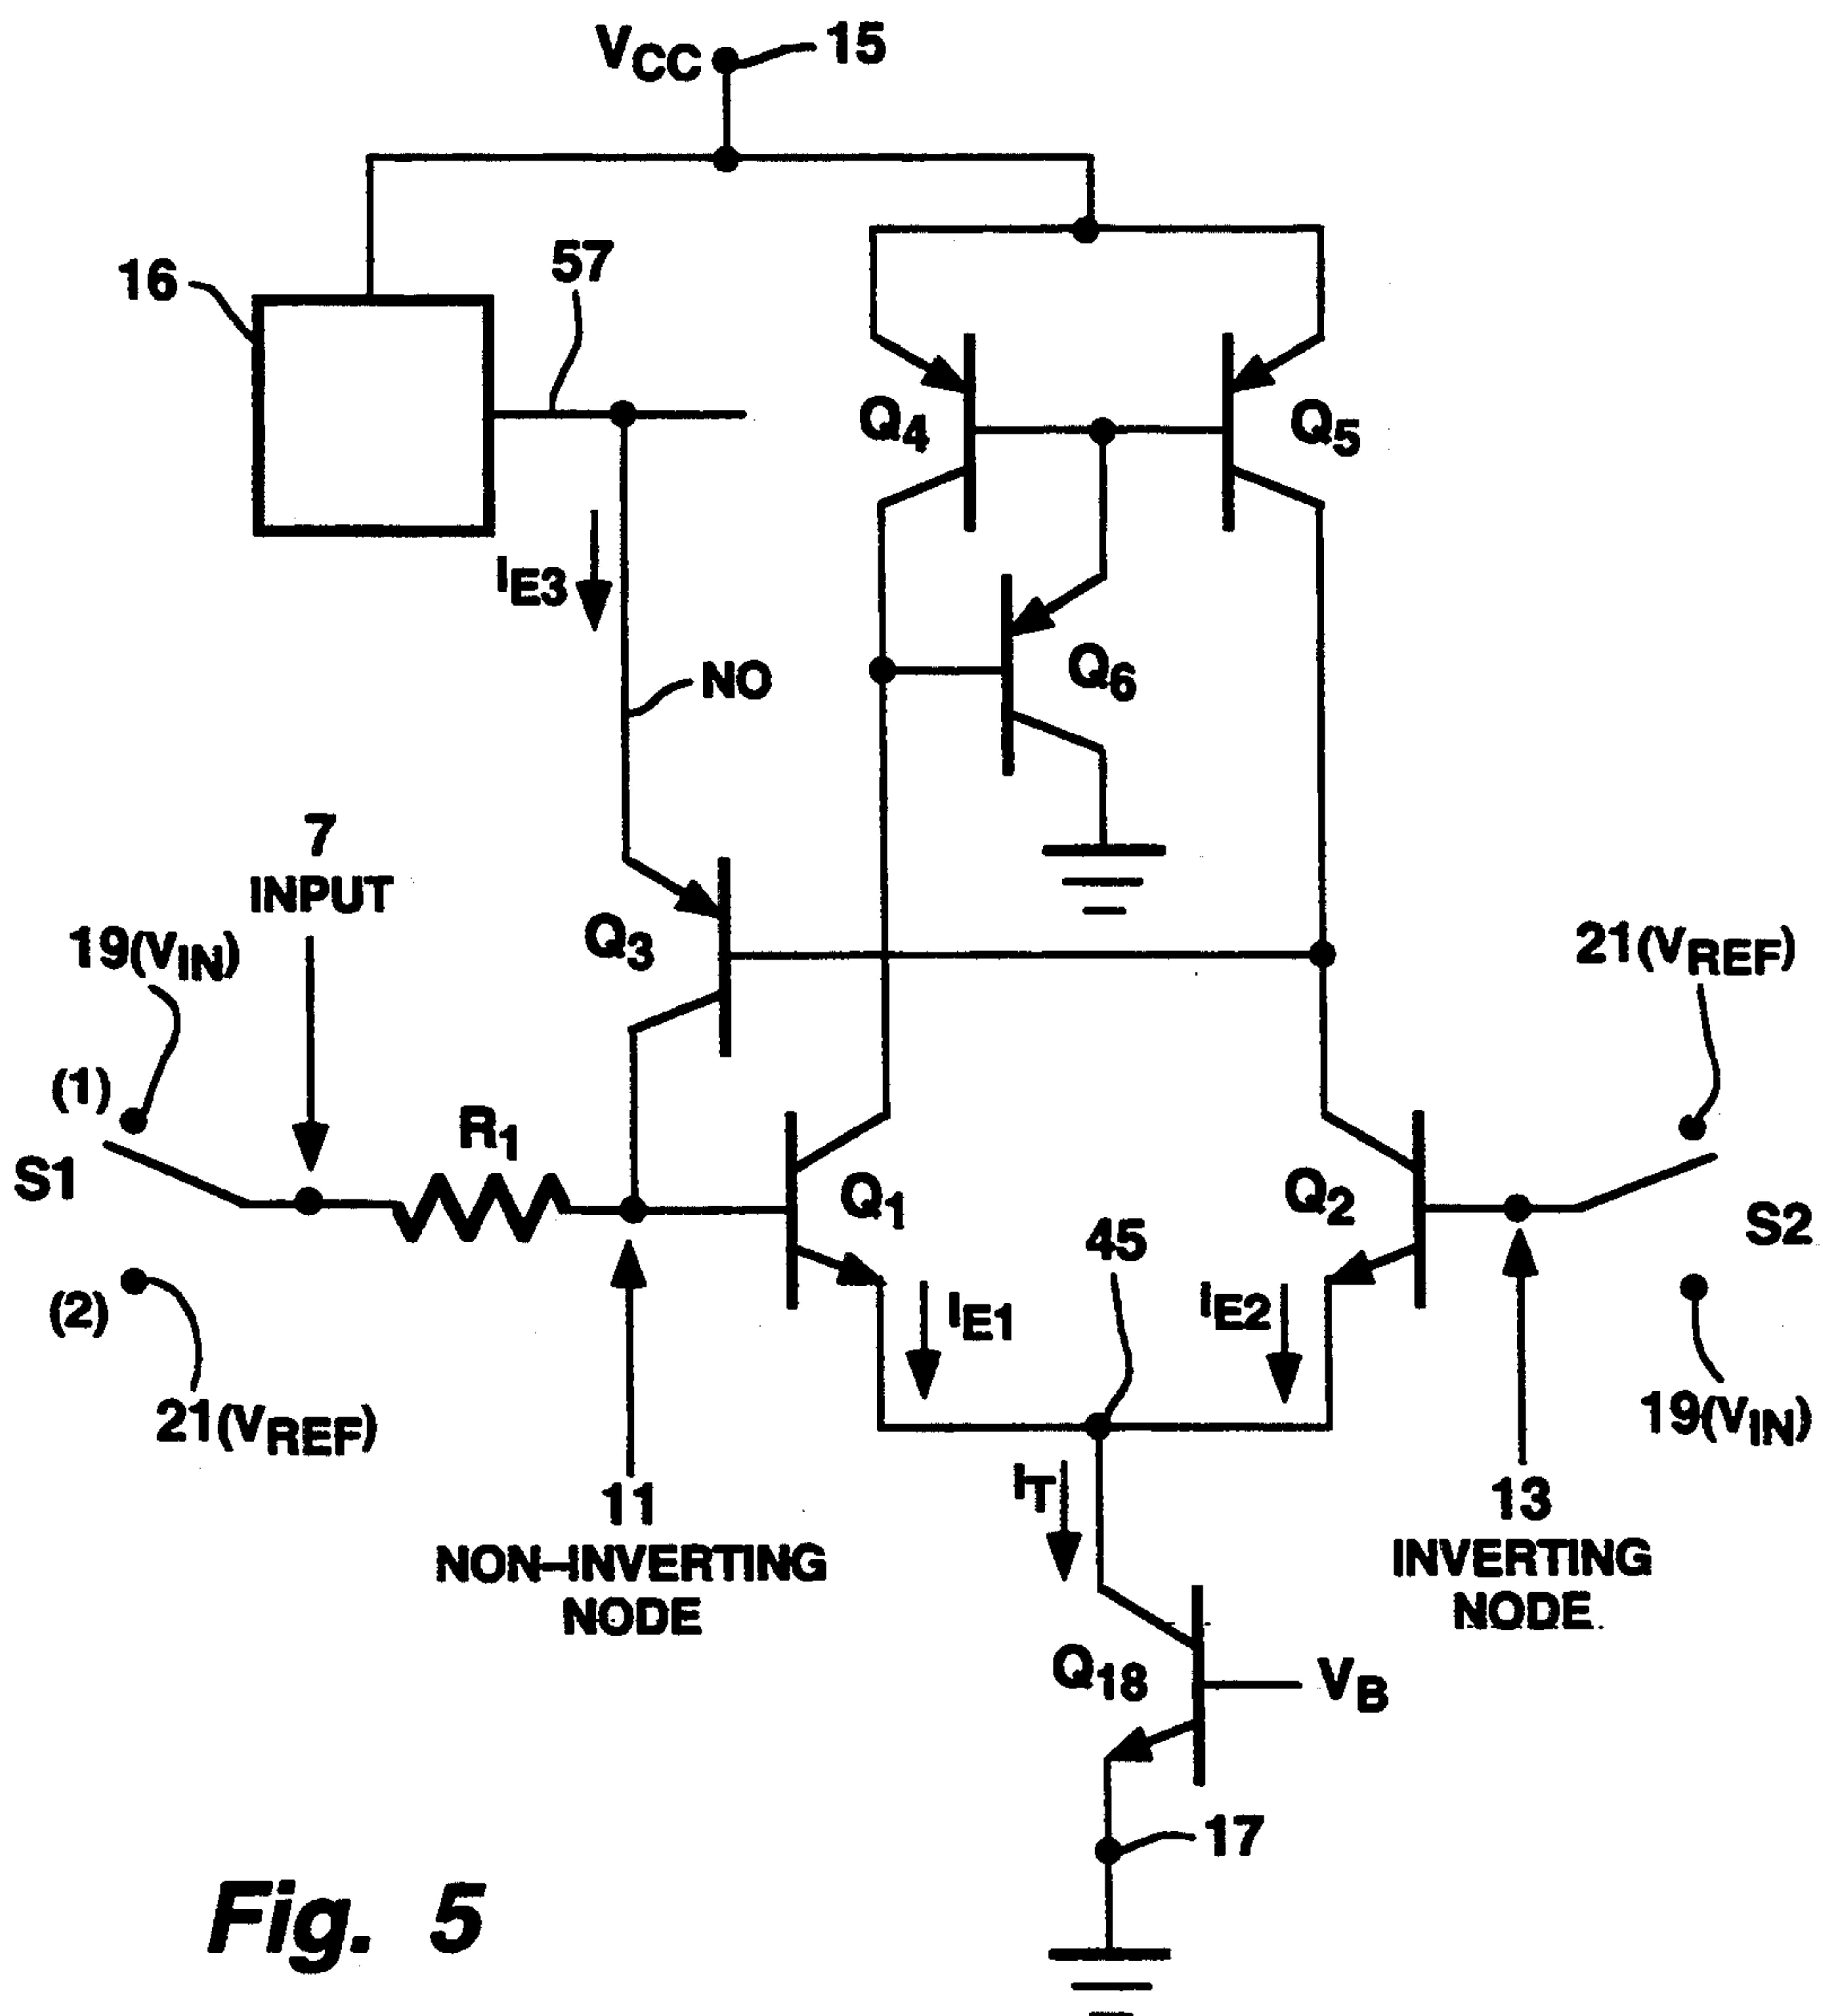 VCC
15
16
57
Q4
Q5
IE3
Q6
NO
7
INPUT
19(VIN)
Q3
21(VREF)
(1)
R1
S1
Q1
Q2
S2
45
(2)
IE1
IE2
21(VREF)
19(VIN)
11
NON-INVERTING
NODE
IT
13
INVERTING
NODE
Q18
VB
17
Fig. 5